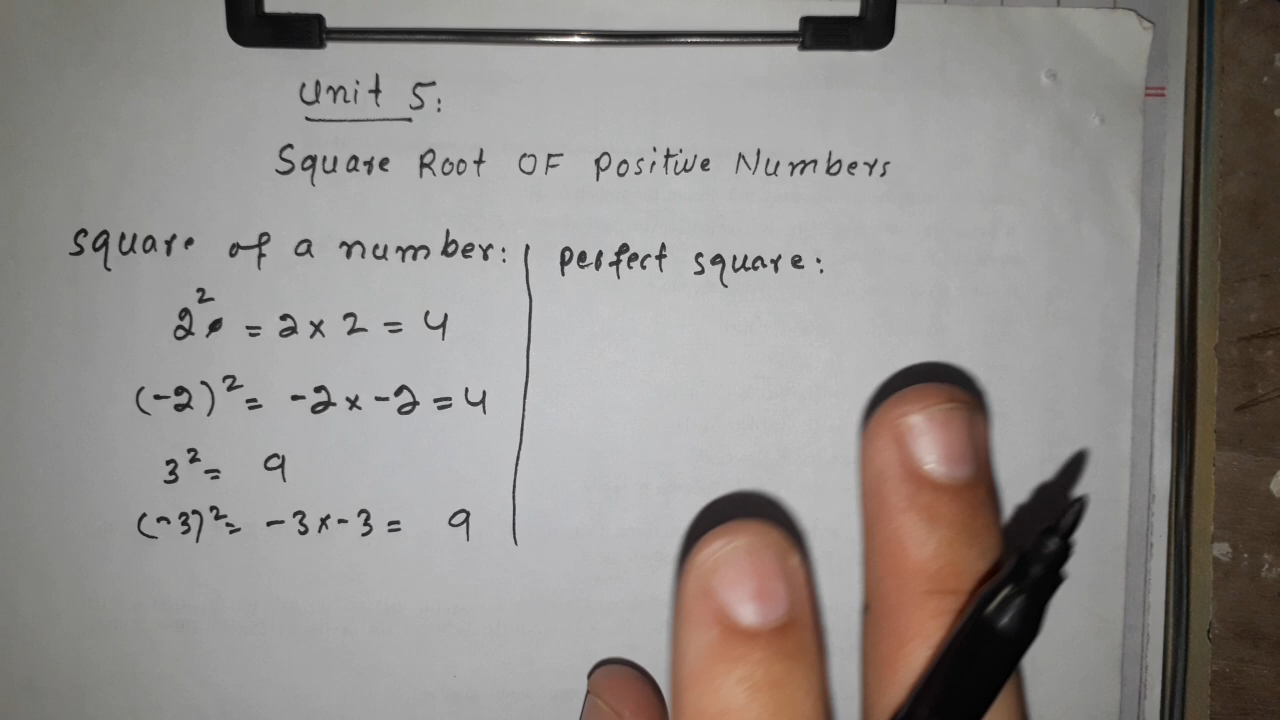 Unit 5:
Square Root OF Positive Numbers
square of a number:
2² = 2 x 2 = 4
(-2)² = -2 x -2 = 4
3² = 9
(-3)² = -3 x -3 = 9
perfect square: